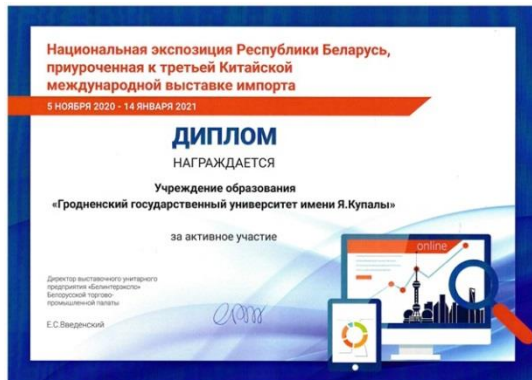 Национальная экспозиция Республики Беларусь,
приуроченная к третьей Китайской
международной выставке импорта
5 НОЯБРЯ 2020 - 14 ЯНВАРЯ 2021
ДИПЛОМ
НАГРАЖДАЕТСЯ
Учреждение образования
«Гродненский государственный университет имени Я.Купалы»
за активное участие
online
Директор выставочного унитарного
предприятия «Белинтерэкспо»
Белорусской торгово-
промышленной палаты
Е.С.Введенский